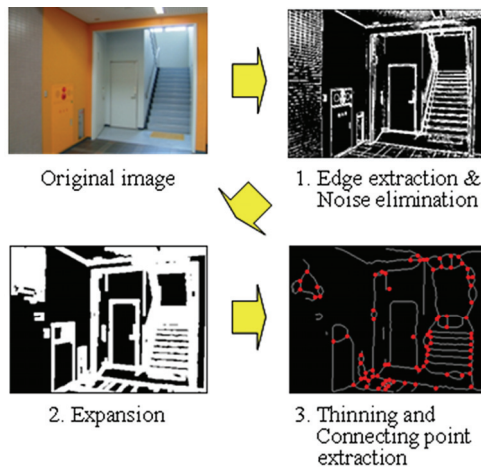 Original image
1. Edge extraction &
Noise elimination
2. Expansion
3. Thinning and
Connecting point
extraction